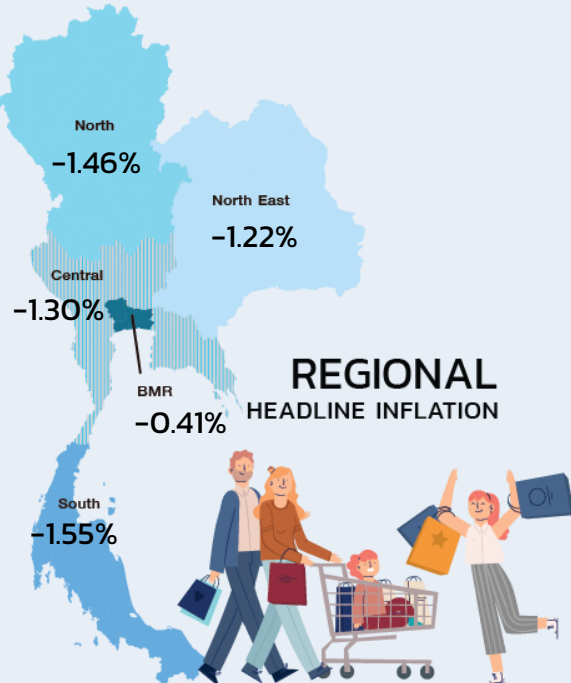 North
-1.46%
North East
-1.22%
Central
-1.30%
BMR
-0.41%
REGIONAL
HEADLINE INFLATION
South
-1.55%